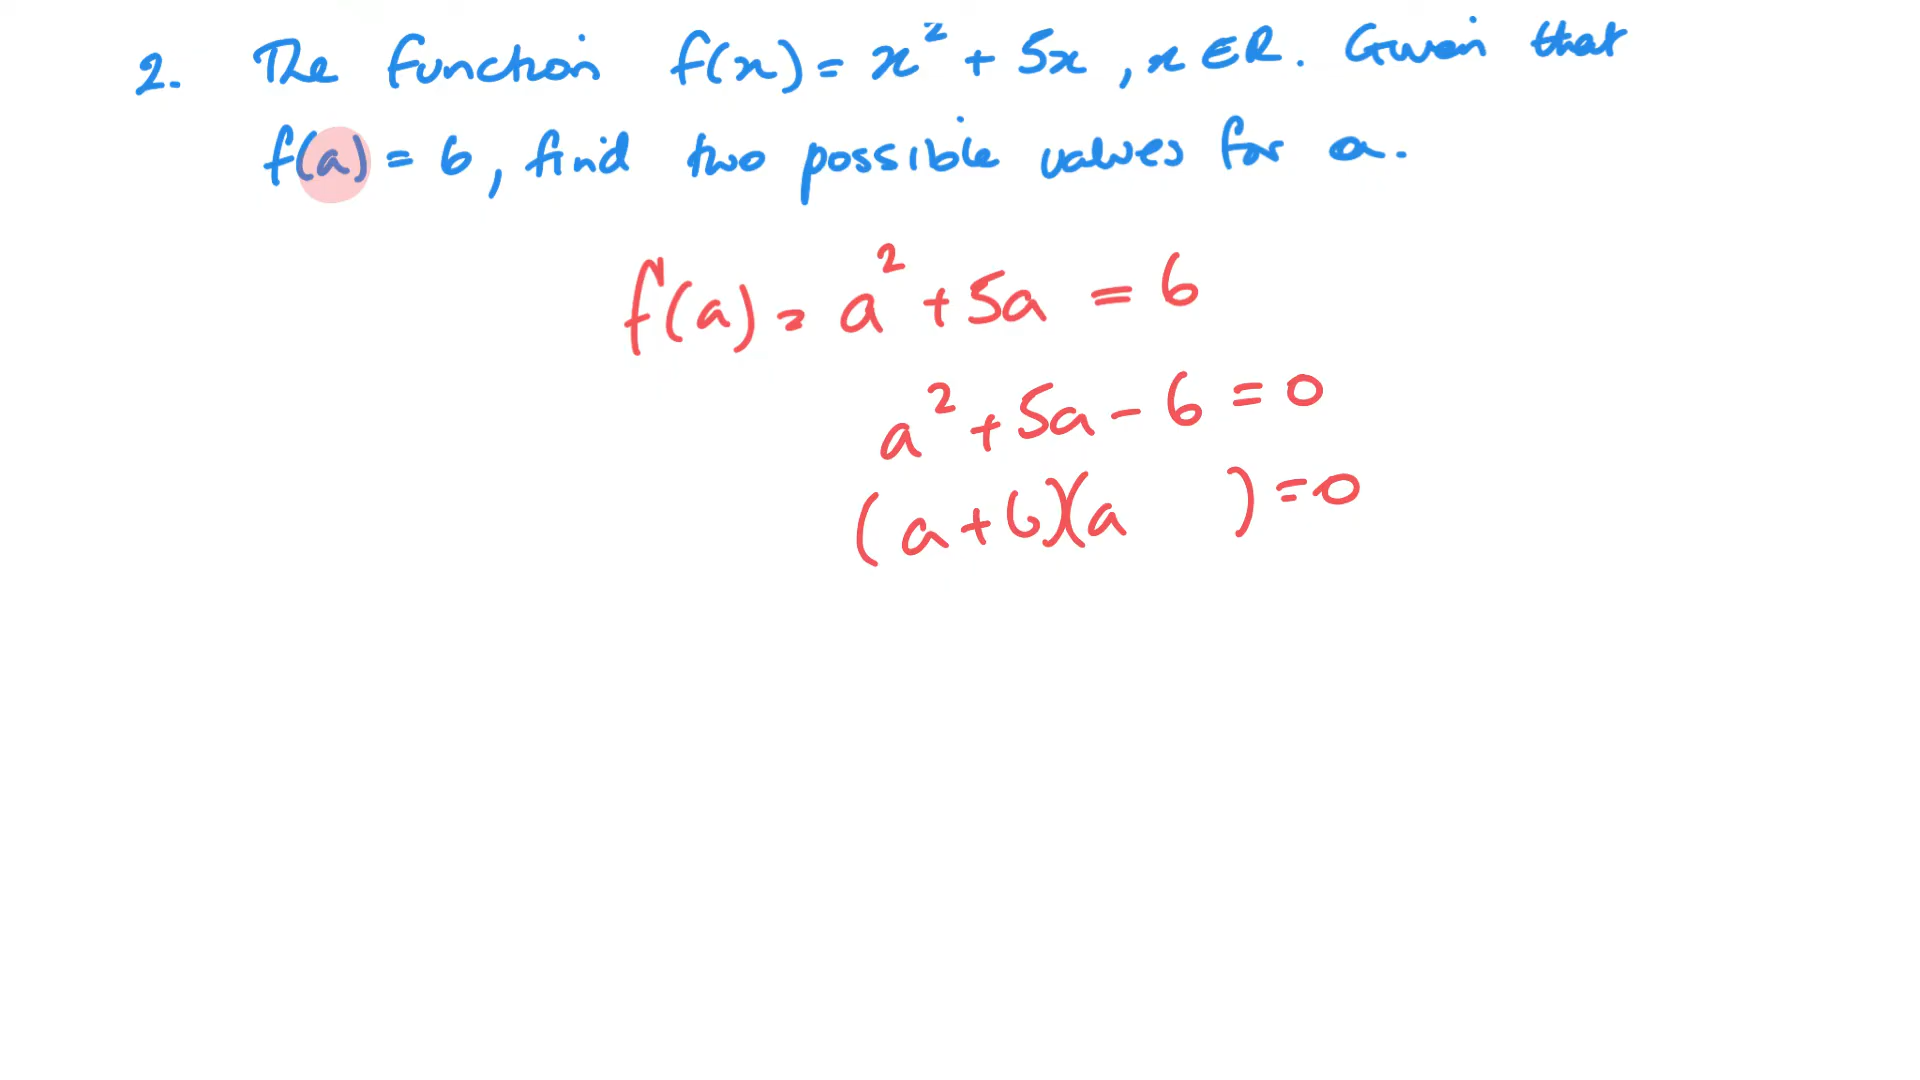 2. The function f(x) = x² + 5x, x ∈ R. Given that
f(a) = 6, find two possible values for a.
f(a) = a² + 5a = 6
a² + 5a - 6 = 0
(a + 6)(a ) = 0